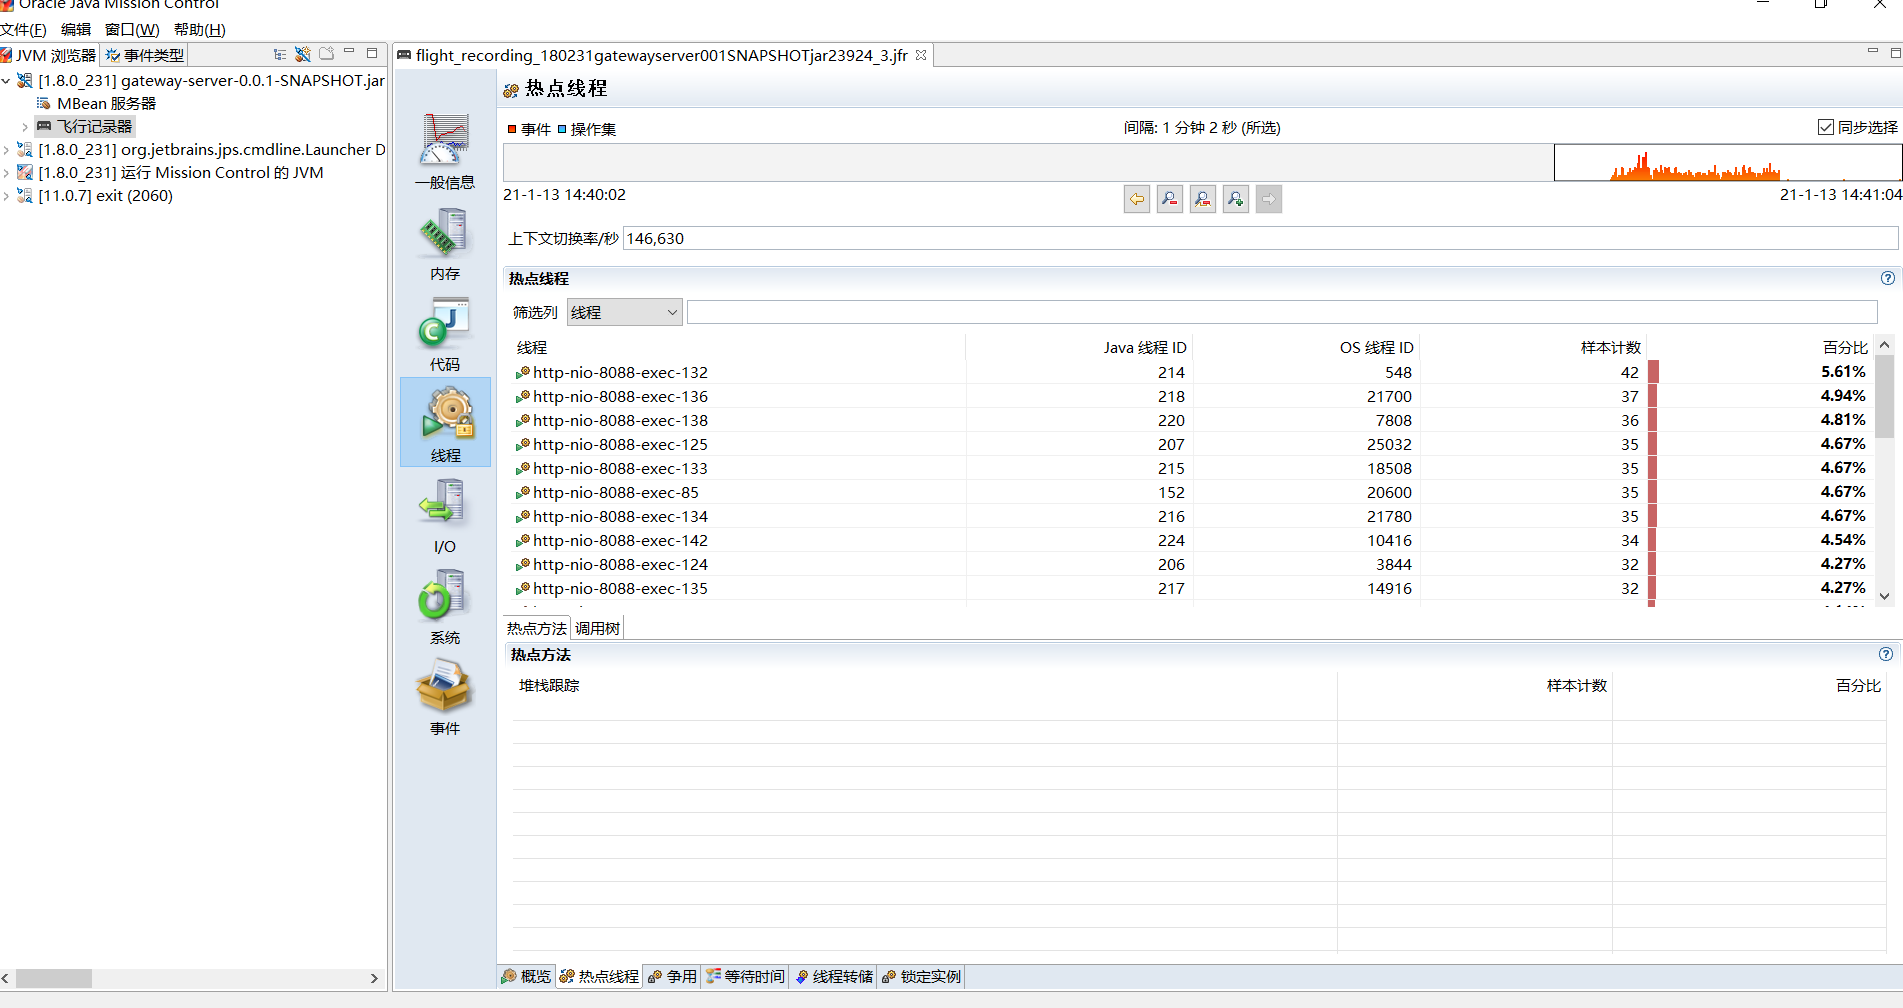 Oracle Java Mission Control
文件(F) 编辑 窗口(W) 帮助(H)
JVM 浏览器 事件类型
[1.8.0_231] gateway-server-0.0.1-SNAPSHOT.jar
MBean 服务器
飞行记录器
[1.8.0_231] org.jetbrains.jps.cmdline.Launcher D
[1.8.0_231] 运行 Mission Control 的 JVM
[11.0.7] exit (2060)
flight_recording_180231gatewayserver001SNAPSHOTjar23924_3.jfr
一般信息
内存
代码
线程
I/O
系统
事件
热点线程
事件 操作集 间隔: 1 分钟 2 秒 (所选) 同步选择
21-1-13 14:40:02 21-1-13 14:41:04
上下文切换率/秒 146,630
热点线程
筛选列 线程
线程 Java 线程 ID OS 线程 ID 样本计数 百分比
http-nio-8088-exec-132 214 548 42 5.61%
http-nio-8088-exec-136 218 21700 37 4.94%
http-nio-8088-exec-138 220 7808 36 4.81%
http-nio-8088-exec-125 207 25032 35 4.67%
http-nio-8088-exec-133 215 18508 35 4.67%
http-nio-8088-exec-85 152 20600 35 4.67%
http-nio-8088-exec-134 216 21780 35 4.67%
http-nio-8088-exec-142 224 10416 34 4.54%
http-nio-8088-exec-124 206 3844 32 4.27%
http-nio-8088-exec-135 217 14916 32 4.27%
热点方法 调用树
热点方法
堆栈跟踪 样本计数 百分比
概览 热点线程 争用 等待时间 线程转储 锁定实例